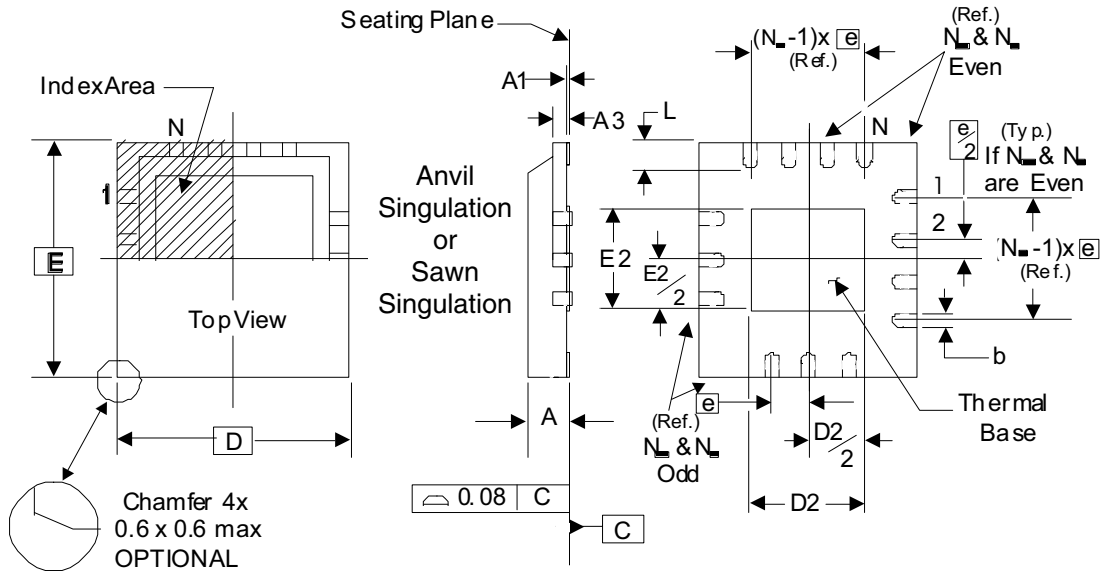 Seating Plane
A1
A3
L
(N -1)x e
(Ref.)
(Ref.)
N & N
Even
IndexArea
N
1
E
TopView
D
Chamfer 4x
0.6 x 0.6 max
OPTIONAL
Anvil
Singulation
or
Sawn
Singulation
A
0.08 C
C
N
E2
E2/2
e/2
(Typ.)
If N & N
are Even
1
2
(N -1)x e
(Ref.)
b
Thermal
Base
e
(Ref.)
N & N
Odd
D2/2
D2